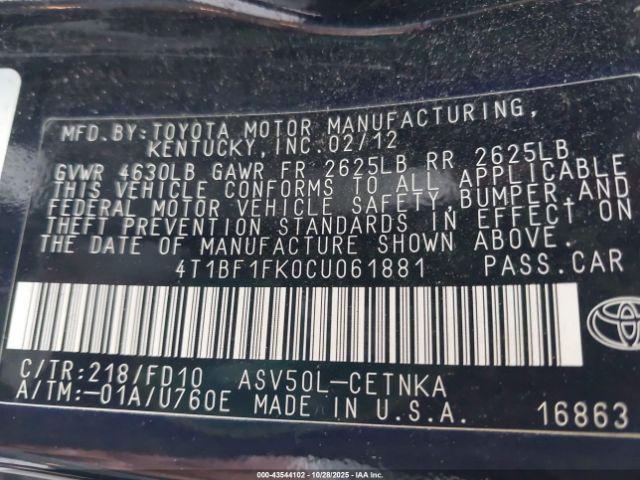 MFD.BY:TOYOTA MOTOR MANUFACTURING,
KENTUCKY,INC.02/12
GVWR 4630LB GAWR FR 2625LB RR 2625LB
THIS VEHICLE CONFORMS TO ALL APPLICABLE
FEDERAL MOTOR VEHICLE SAFETY,BUMPER,AND
THEFT PREVENTION STANDARDS IN EFFECT ON
THE DATE OF MANUFACTURE SHOWN ABOVE.
4T1BF1FK0CU061881 PASS.CAR
C/TR:218/FD10 ASV50L-CETNKA
A/TM:-01A/U760E MADE IN U.S.A. 16863
000-43544102 - 10/28/2025 - Copyright © 2025 IAA, LLC